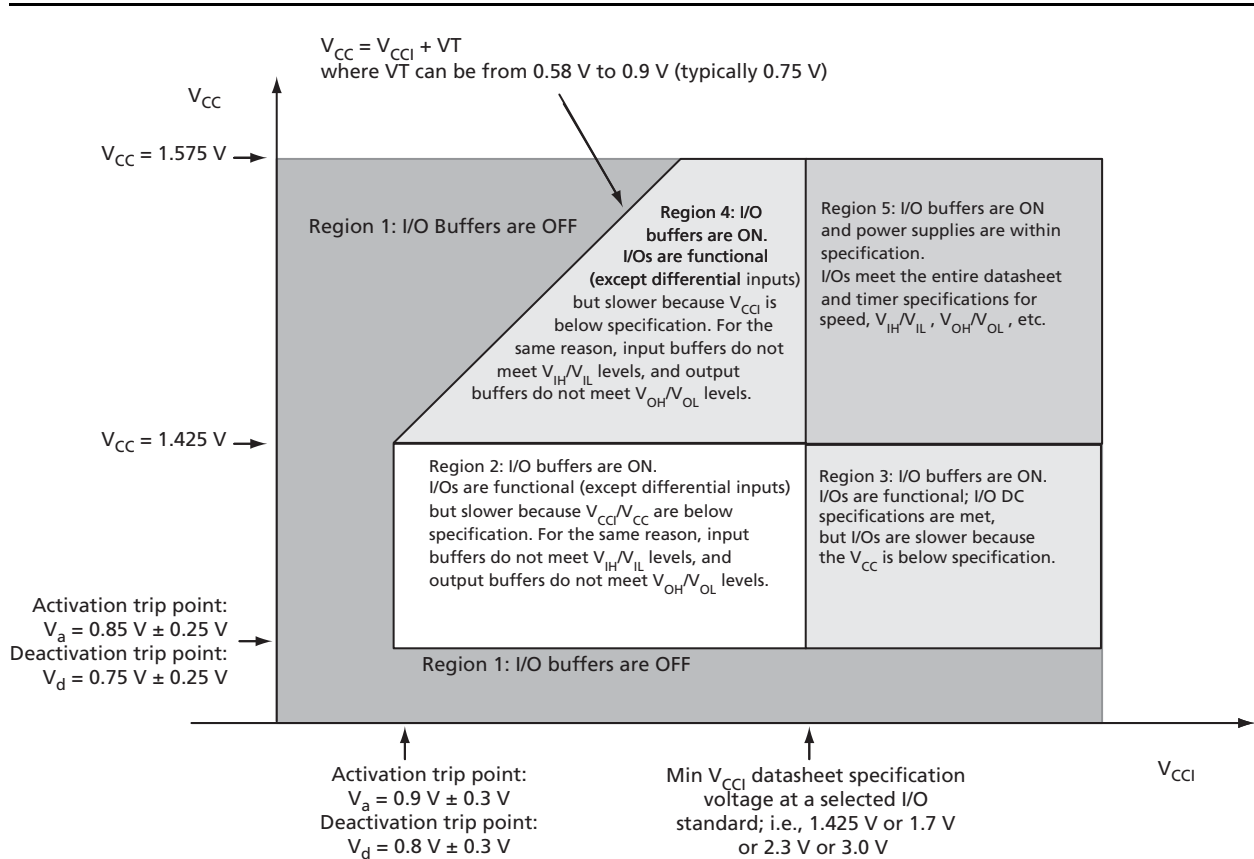 V_CC = V_CCI + VT
where VT can be from 0.58 V to 0.9 V (typically 0.75 V)
V_CC
V_CC = 1.575 V
Region 1: I/O Buffers are OFF
Region 4: I/O
buffers are ON.
I/Os are functional
(except differential inputs)
but slower because V_CCI is
below specification. For the
same reason, input buffers do not
meet V_IH/V_IL levels, and output
buffers do not meet V_OH/V_OL levels.
Region 5: I/O buffers are ON
and power supplies are within
specification.
I/Os meet the entire datasheet
and timer specifications for
speed, V_IH/V_IL , V_OH/V_OL , etc.
V_CC = 1.425 V
Region 2: I/O buffers are ON.
I/Os are functional (except differential inputs)
but slower because V_CCI/V_CC are below
specification. For the same reason, input
buffers do not meet V_IH/V_IL levels, and
output buffers do not meet V_OH/V_OL levels.
Region 3: I/O buffers are ON.
I/Os are functional; I/O DC
specifications are met,
but I/Os are slower because
the V_CC is below specification.
Activation trip point:
V_a = 0.85 V ± 0.25 V
Deactivation trip point:
V_d = 0.75 V ± 0.25 V
Region 1: I/O buffers are OFF
Activation trip point:
V_a = 0.9 V ± 0.3 V
Deactivation trip point:
V_d = 0.8 V ± 0.3 V
Min V_CCI datasheet specification
voltage at a selected I/O
standard; i.e., 1.425 V or 1.7 V
or 2.3 V or 3.0 V
V_CCI